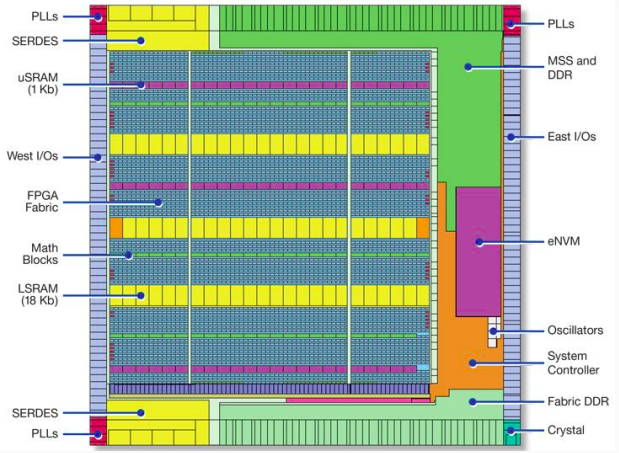 PLLs
SERDES
uSRAM
(1 Kb)
West I/Os
FPGA
Fabric
Math
Blocks
LSRAM
(18 Kb)
SERDES
PLLs
PLLs
MSS and
DDR
East I/Os
eNVM
Oscillators
System
Controller
Fabric DDR
Crystal